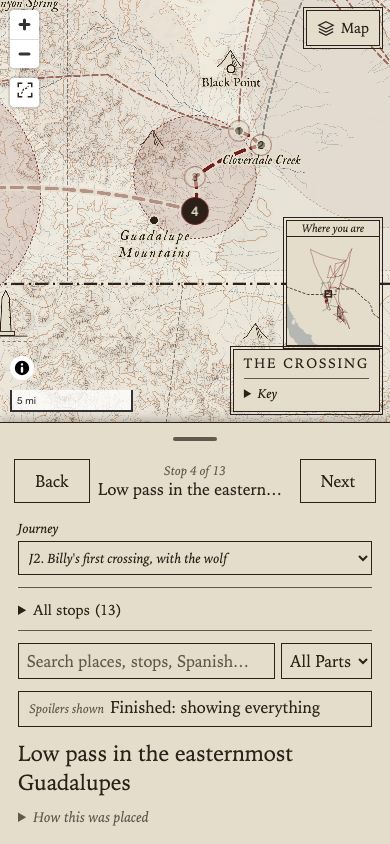 nyon Spring
+
Map
−
Black Point
1
2
Cloverdale Creek
4
Guadalupe
Mountains
Where you are
THE CROSSING
Key
5 mi
Back
Stop 4 of 13
Low pass in the eastern...
Next
Journey
J2. Billy's first crossing, with the wolf
All stops (13)
Search places, stops, Spanish...
All Parts
Spoilers shown Finished: showing everything
Low pass in the easternmost
Guadalupes
How this was placed